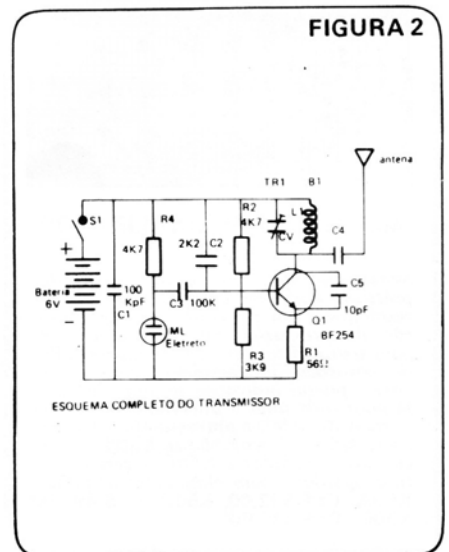 FIGURA 2
antena
TR1 B1
S1
R4
R2
4K7
L1
C4
+
4K7
2K2 C2
CV
Bateria
6V
-
100
KpF
C1
C3 100K
C5
10pF
ML
Eletreto
Q1
BF254
R3
3K9
R1
56Ω
ESQUEMA COMPLETO DO TRANSMISSOR